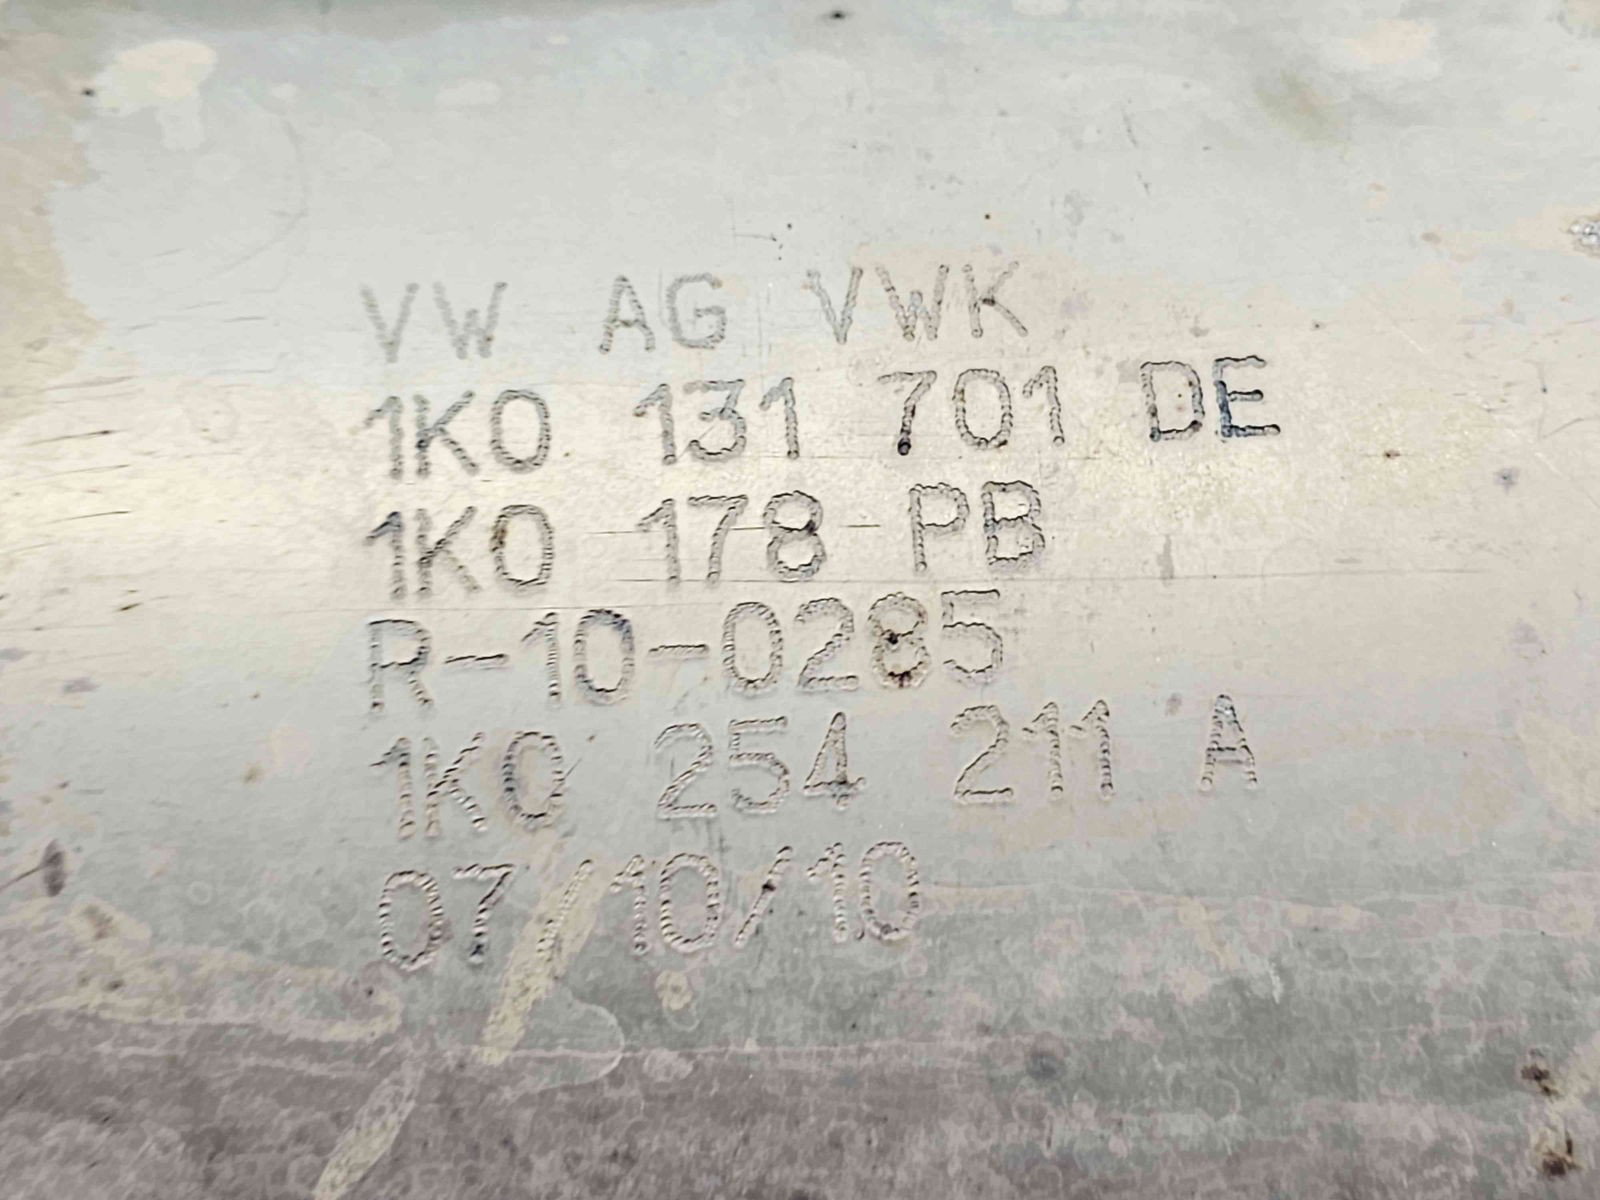 VW AG VWK
1K0 131 701 DE
1K0 178 PB
R-10-0285
1K0 254 211 A
07/10/10